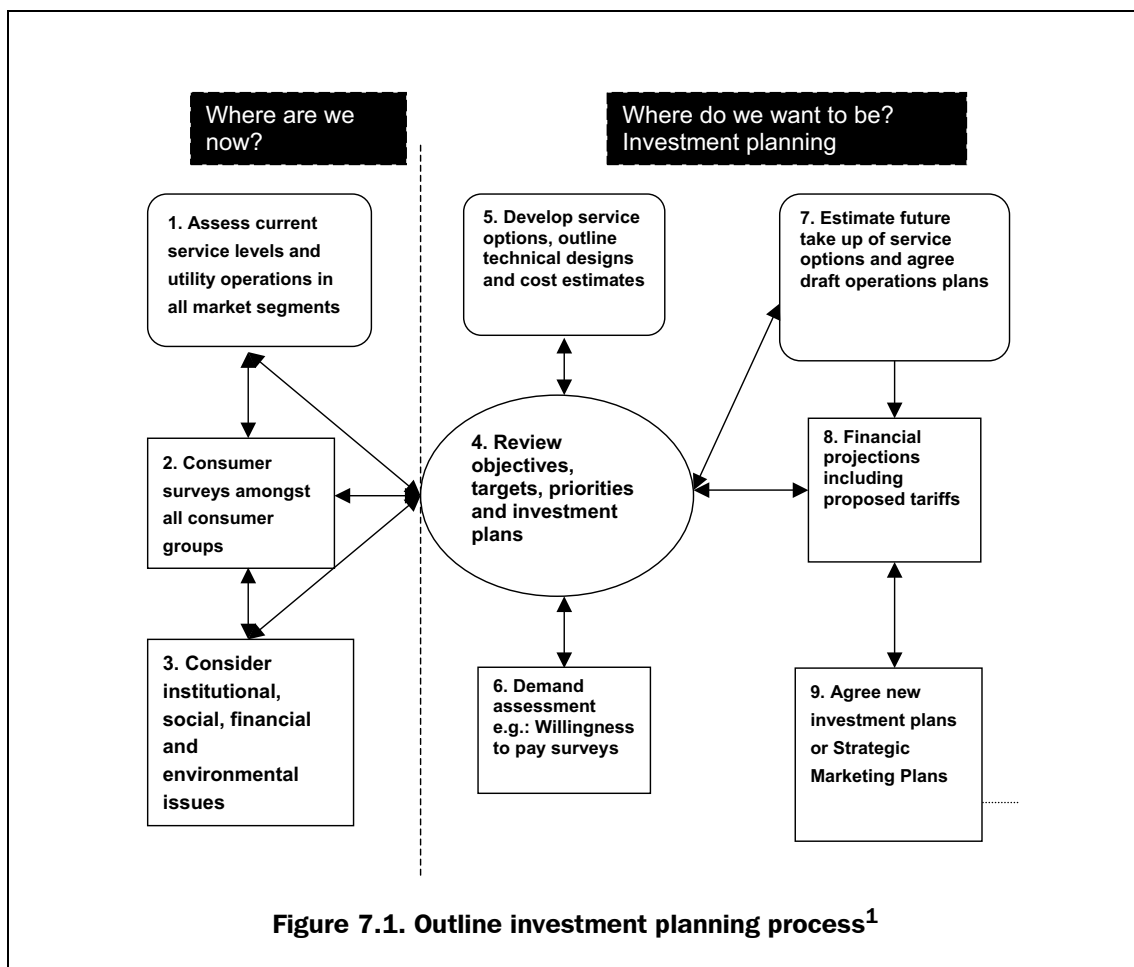 Where are we
now?
Where do we want to be?
Investment planning
1. Assess current
service levels and
utility operations in
all market segments
2. Consumer
surveys amongst
all consumer
groups
3. Consider
institutional,
social, financial
and
environmental
issues
4. Review
objectives,
targets, priorities
and investment
plans
5. Develop service
options, outline
technical designs
and cost estimates
6. Demand
assessment
e.g.: Willingness
to pay surveys
7. Estimate future
take up of service
options and agree
draft operations plans
8. Financial
projections
including
proposed tariffs
9. Agree new
investment plans
or Strategic
Marketing Plans
Figure 7.1. Outline investment planning process1